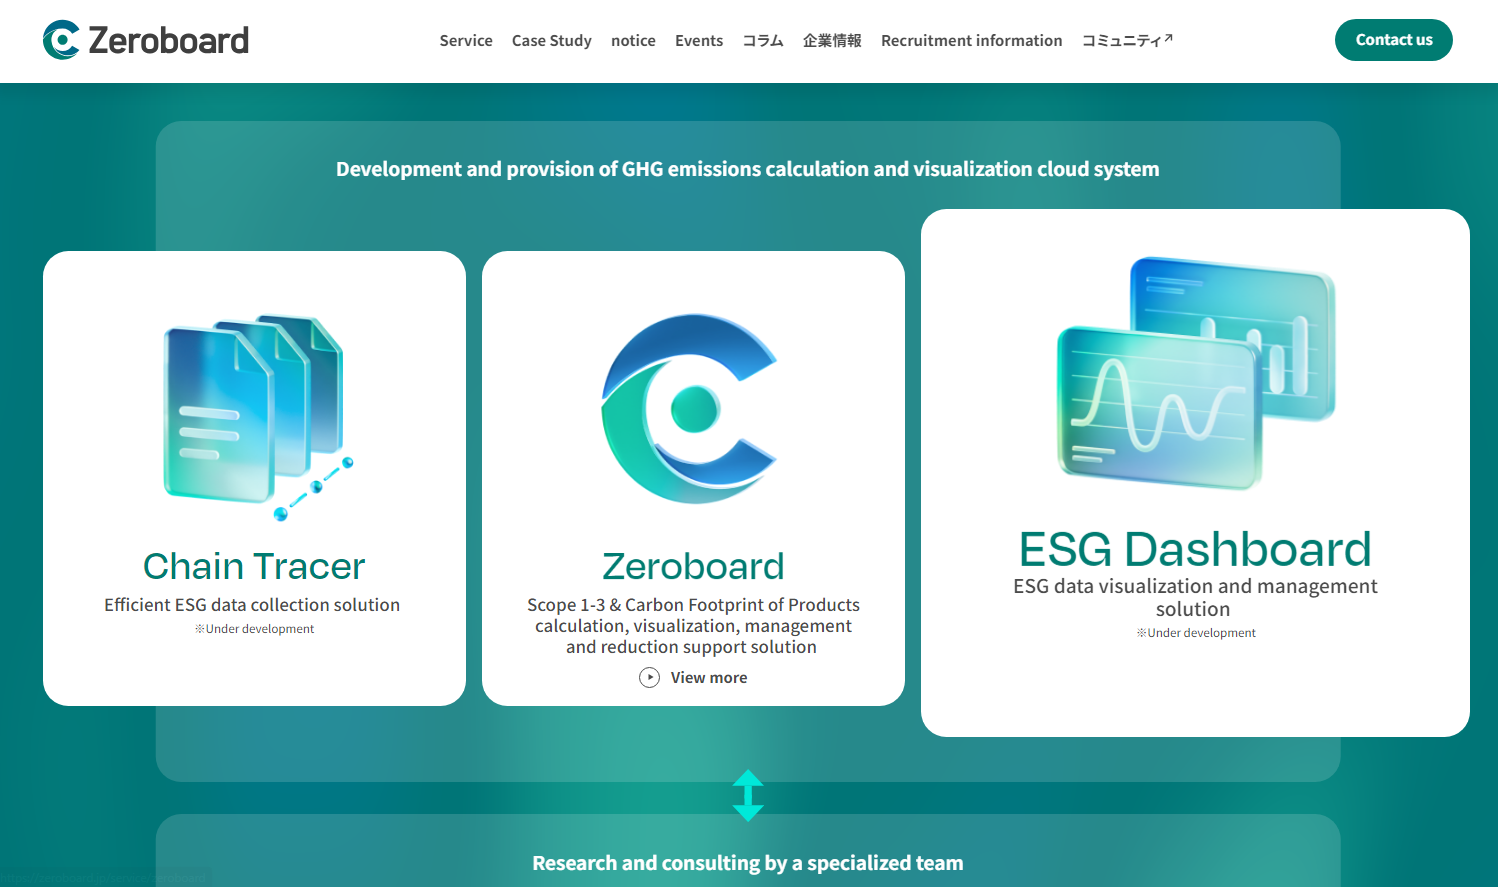 Zeroboard
Service Case Study notice Events コラム 企業情報 Recruitment information コミュニティ↗
Contact us
Development and provision of GHG emissions calculation and visualization cloud system
Chain Tracer
Efficient ESG data collection solution
※Under development
Zeroboard
Scope 1-3 & Carbon Footprint of Products
calculation, visualization, management
and reduction support solution
View more
ESG Dashboard
ESG data visualization and management
solution
※Under development
Research and consulting by a specialized team